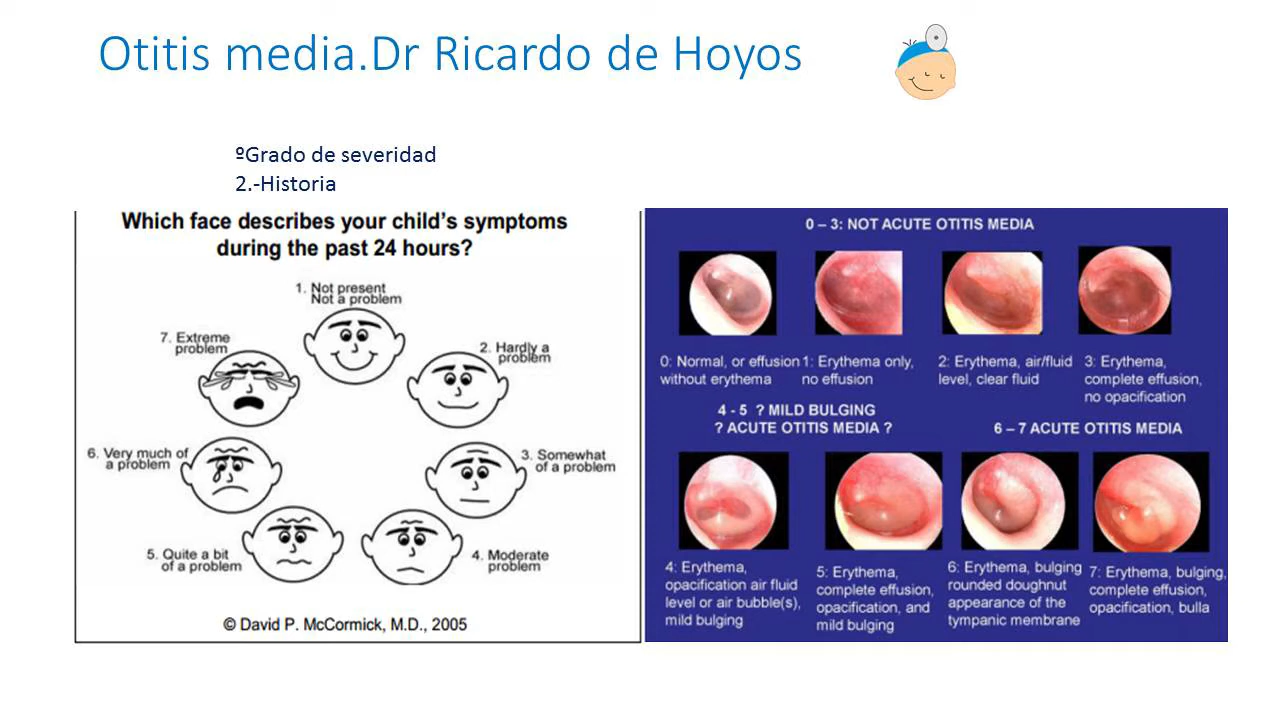 Otitis media.Dr Ricardo de Hoyos
ºGrado de severidad
2.-Historia
Which face describes your child's symptoms
during the past 24 hours?
1. Not present
Not a problem
2. Hardly a
problem
3. Somewhat
of a problem
4. Moderate
problem
5. Quite a bit
of a problem
6. Very much of
a problem
7. Extreme
problem
© David P. McCormick, M.D., 2005
0 – 3: NOT ACUTE OTITIS MEDIA
0: Normal, or effusion
without erythema
1: Erythema only,
no effusion
2: Erythema, air/fluid
level, clear fluid
3: Erythema,
complete effusion,
no opacification
4 - 5 ? MILD BULGING
? ACUTE OTITIS MEDIA ?
6 – 7 ACUTE OTITIS MEDIA
4: Erythema,
opacification air fluid
level or air bubble(s),
mild bulging
5: Erythema,
complete effusion,
opacification, and
mild bulging
6: Erythema, bulging
rounded doughnut
appearance of the
tympanic membrane
7: Erythema, bulging,
complete effusion,
opacification, bulla